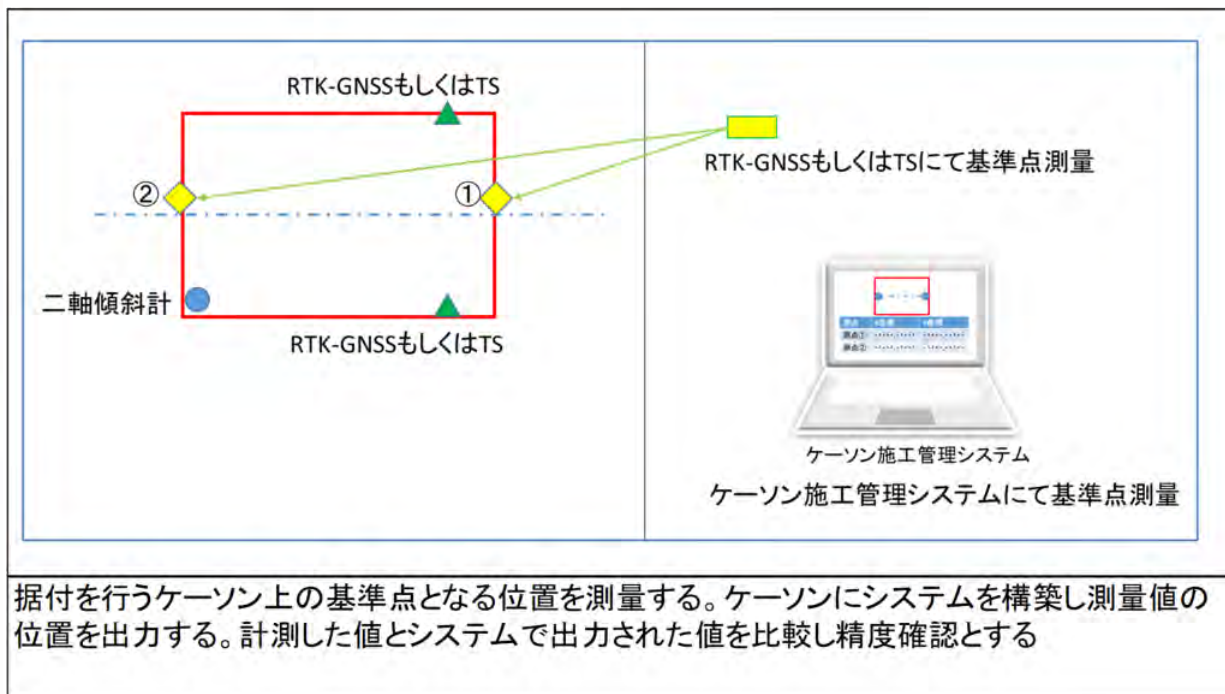 RTK-GNSSもしくはTS
②
①
二軸傾斜計
RTK-GNSSもしくはTS
RTK-GNSSもしくはTSにて基準点測量
ケーソン施工管理システム
ケーソン施工管理システムにて基準点測量
据付を行うケーソン上の基準点となる位置を測量する。ケーソンにシステムを構築し測量値の
位置を出力する。計測した値とシステムで出力された値を比較し精度確認とする